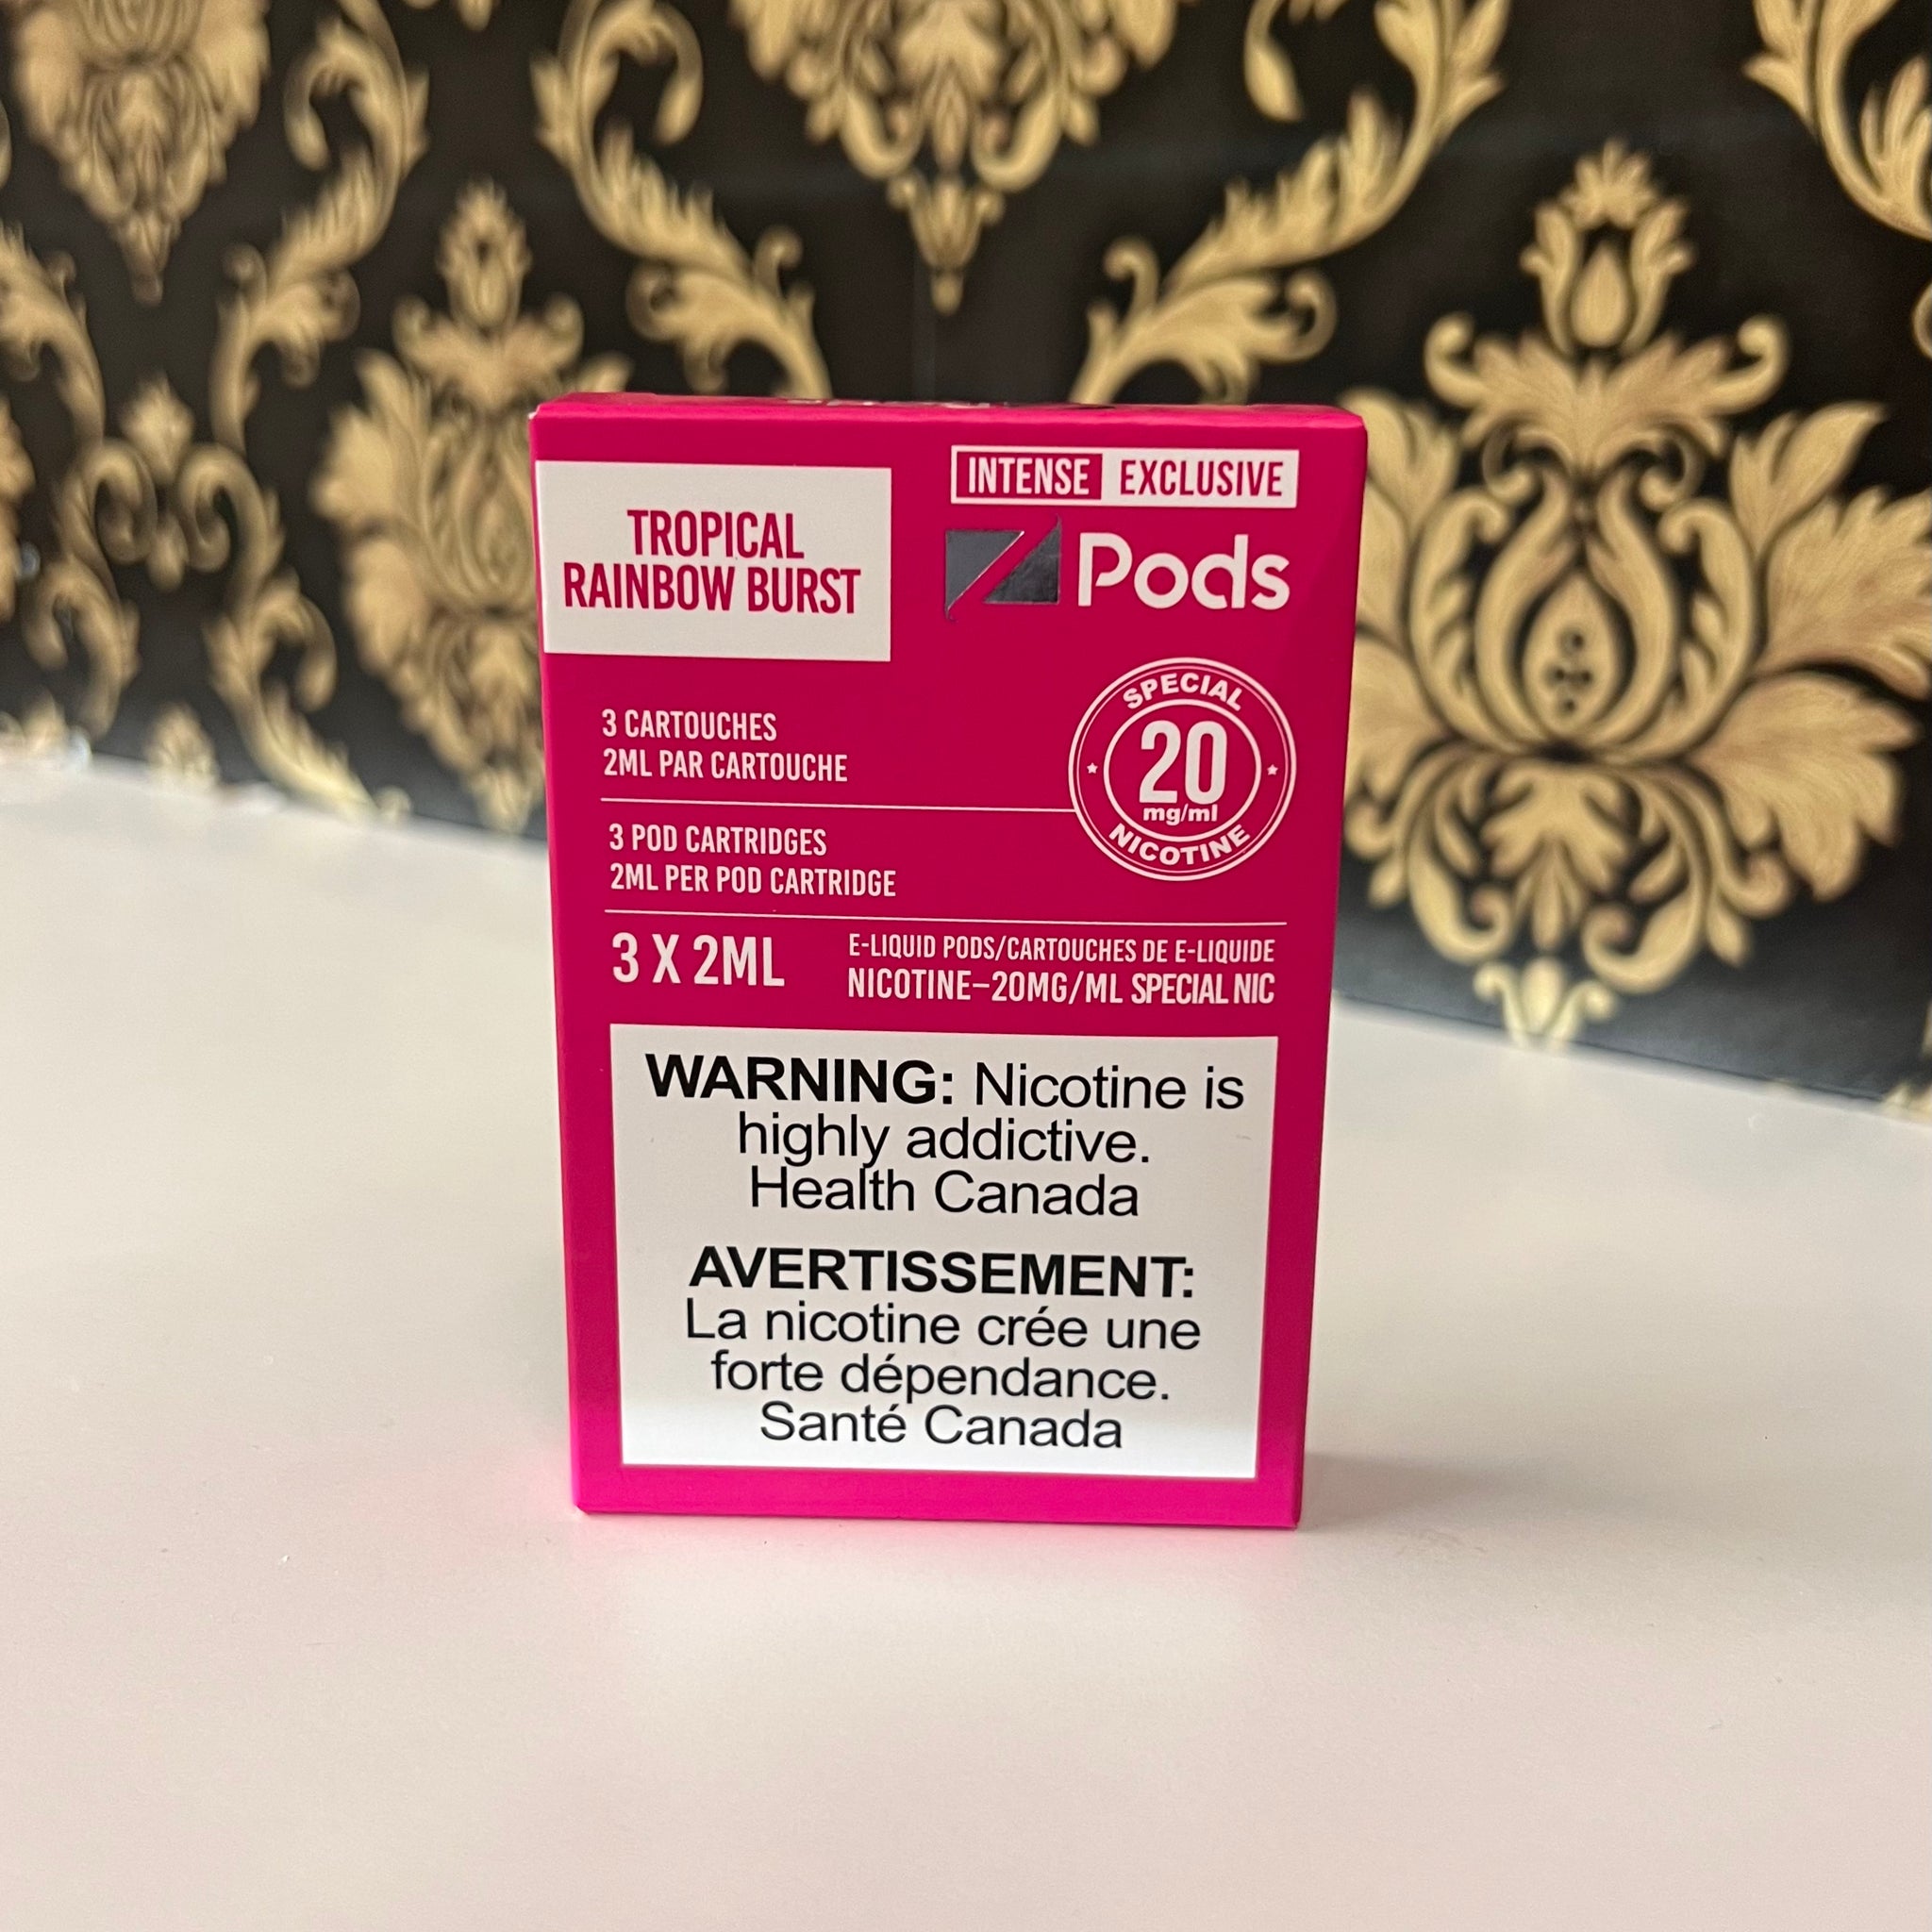 TROPICAL
RAINBOW BURST
INTENSE EXCLUSIVE
Z Pods
3 CARTOUCHES
2ML PAR CARTOUCHE
SPECIAL
20
mg/ml
NICOTINE
3 POD CARTRIDGES
2ML PER POD CARTRIDGE
3 X 2ML
E-LIQUID PODS/CARTOUCHES DE E-LIQUIDE
NICOTINE–20MG/ML SPECIAL NIC
WARNING: Nicotine is
highly addictive.
Health Canada
AVERTISSEMENT:
La nicotine crée une
forte dépendance.
Santé Canada